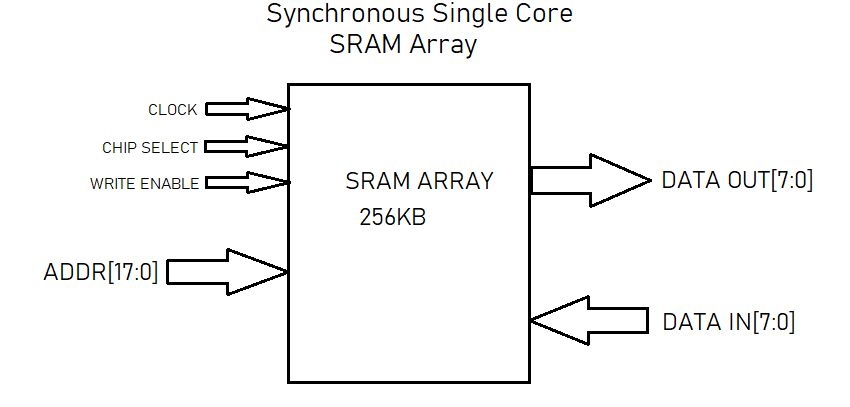 Synchronous Single Core
SRAM Array
CLOCK
CHIP SELECT
WRITE ENABLE
ADDR[17:0]
SRAM ARRAY
256KB
DATA OUT[7:0]
DATA IN[7:0]